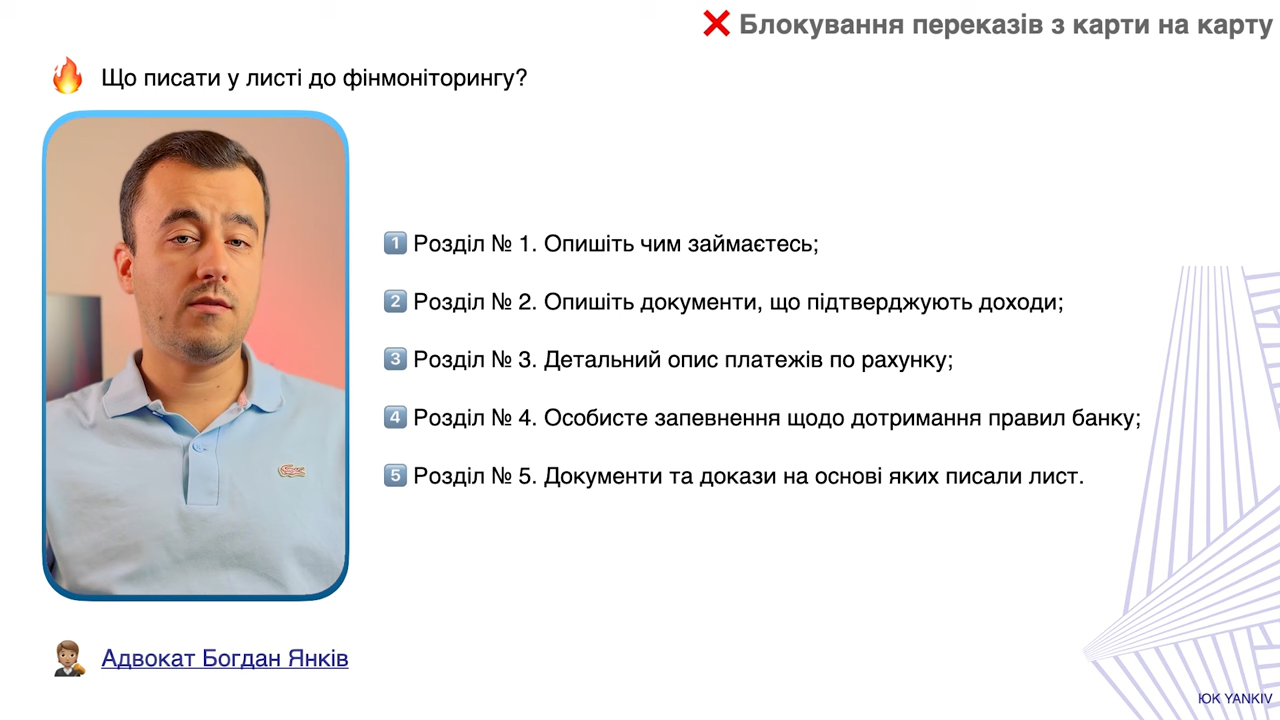 ❌ Блокування переказів з карти на карту
🔥 Що писати у листі до фінмоніторингу?
1️⃣ Розділ № 1. Опишіть чим займаєтесь;
2️⃣ Розділ № 2. Опишіть документи, що підтверджують доходи;
3️⃣ Розділ № 3. Детальний опис платежів по рахунку;
4️⃣ Розділ № 4. Особисте запевнення щодо дотримання правил банку;
5️⃣ Розділ № 5. Документи та докази на основі яких писали лист.
Адвокат Богдан Янків
ЮК YANKIV